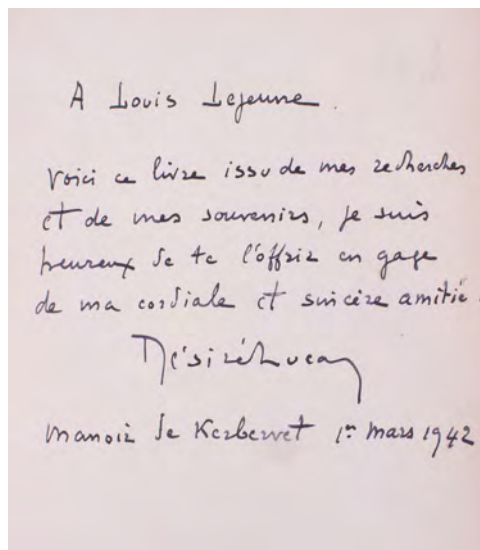 A Louis Lejeune.
Voici ce livre issu de mes recherches
et de mes souvenirs, je suis
heureux de te l'offrir en gage
de ma cordiale et sincère amitié.
Désiré Lucas
Manoir de Kerbervet 1er mars 1942